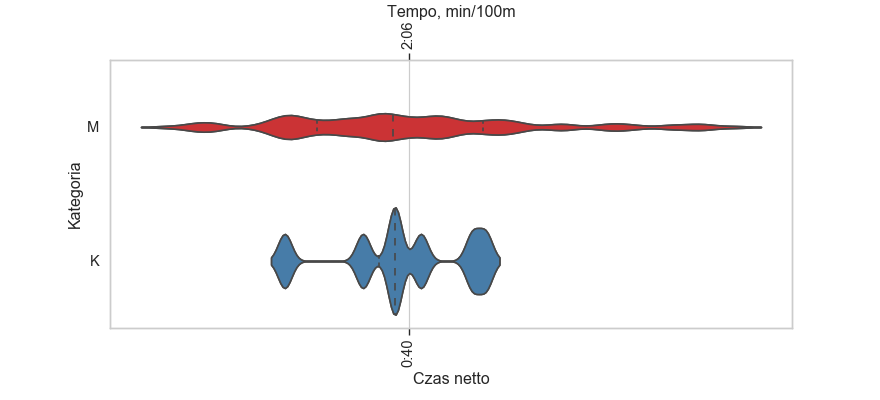 Tempo, min/100m
2:06
M
K
Kategoria
0:40
Czas netto